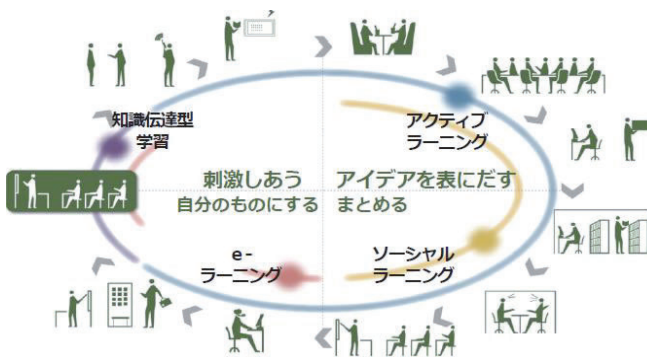 知識伝達型
学習
アクティブ
ラーニング
刺激しあう
自分のものにする
アイデアを表にだす
まとめる
e-
ラーニング
ソーシャル
ラーニング